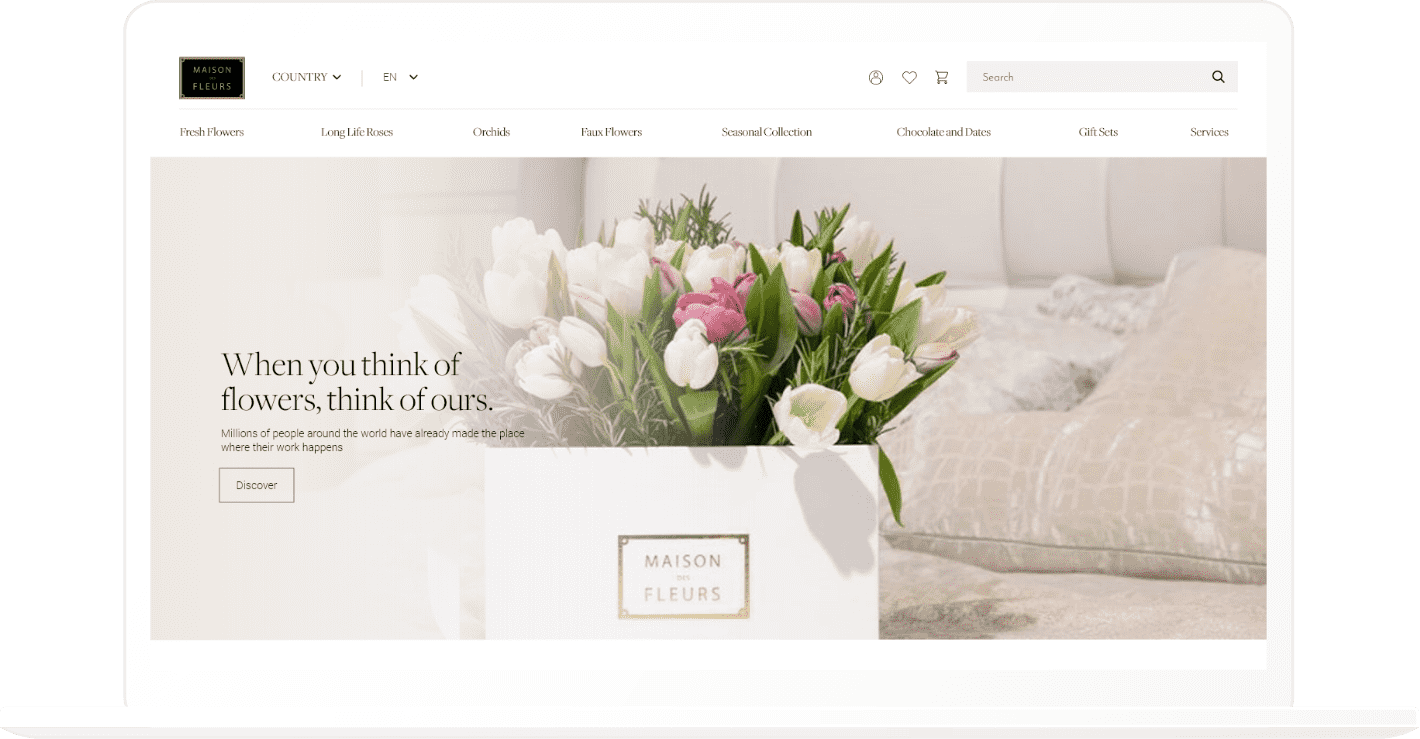 MAISON
DES
FLEURS
COUNTRY
EN
Search
Fresh Flowers
Long Life Roses
Orchids
Faux Flowers
Seasonal Collection
Chocolate and Dates
Gift Sets
Services
When you think of
flowers, think of ours.
Millions of people around the world have already made the place
where their work happens
Discover
MAISON
DES
FLEURS